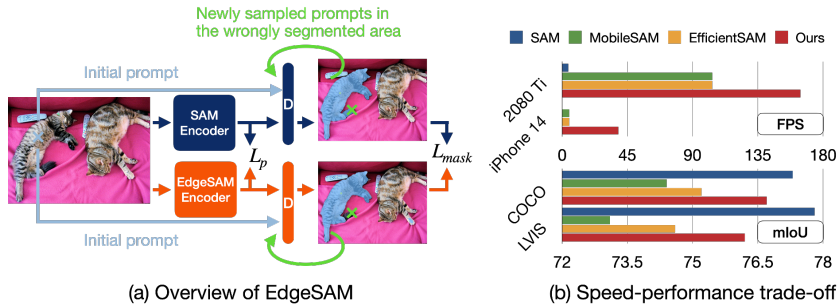 Newly sampled prompts in
the wrongly segmented area
Initial prompt
SAM
Encoder
D
L_p
L_mask
EdgeSAM
Encoder
D
Initial prompt
(a) Overview of EdgeSAM
SAM MobileSAM EfficientSAM Ours
2080 Ti
iPhone 14
FPS
0 45 90 135 180
COCO
LVIS
mIoU
72 73.5 75 76.5 78
(b) Speed-performance trade-off